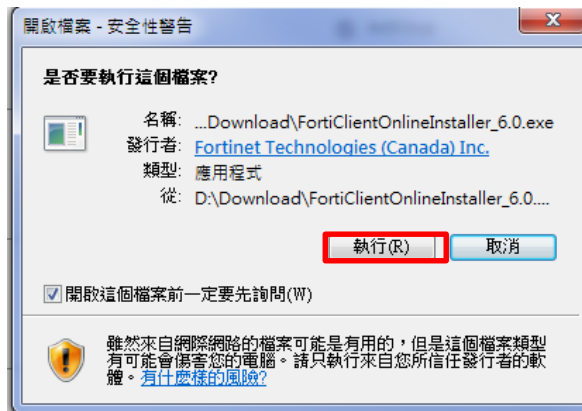 開啟檔案 - 安全性警告
是否要執行這個檔案?
名稱: ...Download\FortiClientOnlineInstaller_6.0.exe
發行者: Fortinet Technologies (Canada) Inc.
類型: 應用程式
從: D:\Download\FortiClientOnlineInstaller_6.0....
執行(R) 取消
開啟這個檔案前一定要先詢問(W)
雖然來自網際網路的檔案可能是有用的,但是這個檔案類型
有可能會傷害您的電腦。請只執行來自您所信任發行者的軟
體。有什麼樣的風險?